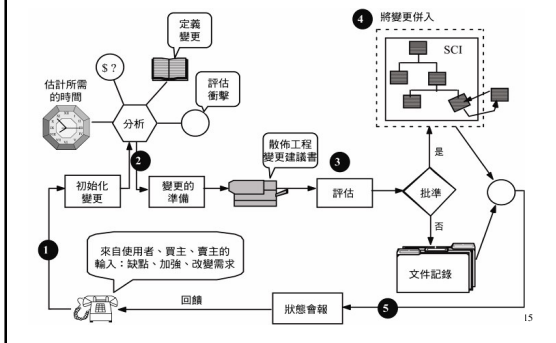 4
將變更併入
定義
變更
SCI
$ ?
估計所需
的時間
評估
衝擊
分析
散佈工程
變更建議書
2
3
是
初始化
變更
變更的
準備
評估
批準
否
1
來自使用者、買主、賣主的
輸入：缺點、加強、改變需求
文件記錄
回饋
狀態會報
5
15